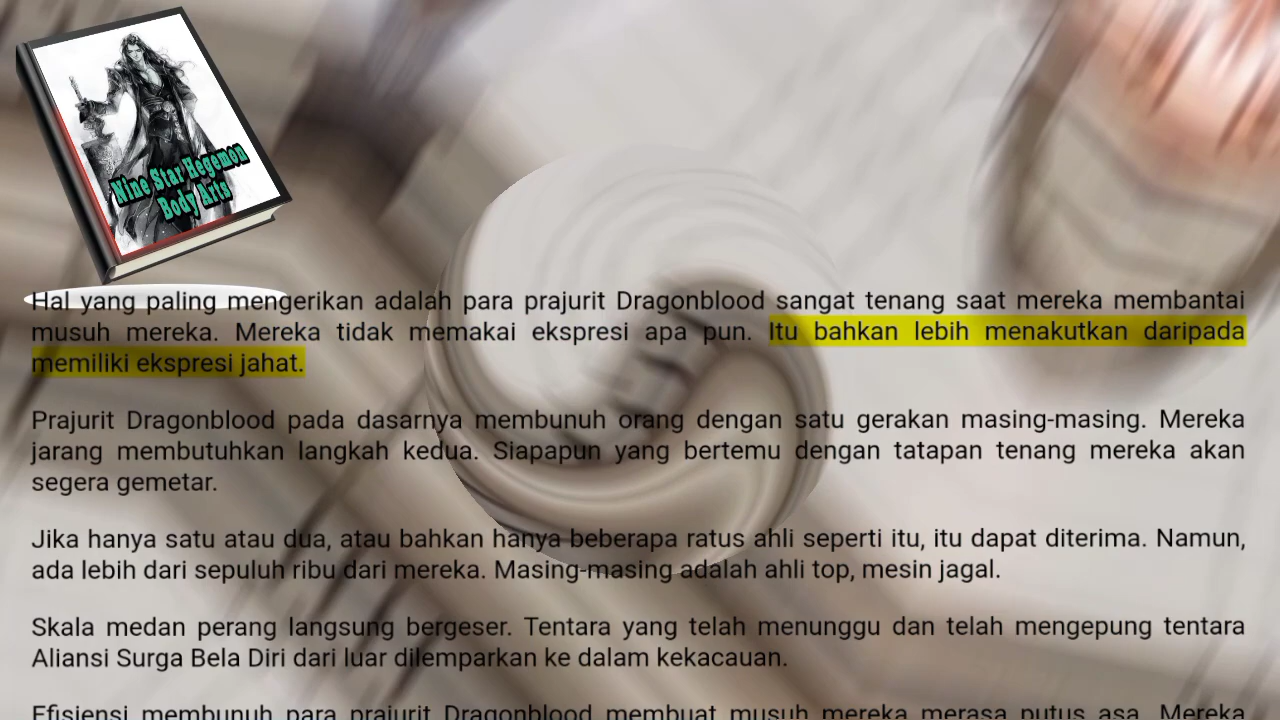 Nine Star Hegemon
Body Arts
Hal yang paling mengerikan adalah para prajurit Dragonblood sangat tenang saat mereka membantai
musuh mereka. Mereka tidak memakai ekspresi apa pun. Itu bahkan lebih menakutkan daripada
memiliki ekspresi jahat.
Prajurit Dragonblood pada dasarnya membunuh orang dengan satu gerakan masing-masing. Mereka
jarang membutuhkan langkah kedua. Siapapun yang bertemu dengan tatapan tenang mereka akan
segera gemetar.
Jika hanya satu atau dua, atau bahkan hanya beberapa ratus ahli seperti itu, itu dapat diterima. Namun,
ada lebih dari sepuluh ribu dari mereka. Masing-masing adalah ahli top, mesin jagal.
Skala medan perang langsung bergeser. Tentara yang telah menunggu dan telah mengepung tentara
Aliansi Surga Bela Diri dari luar dilemparkan ke dalam kekacauan.
Efisiensi membunuh para prajurit Dragonblood membuat musuh mereka merasa putus asa. Mereka